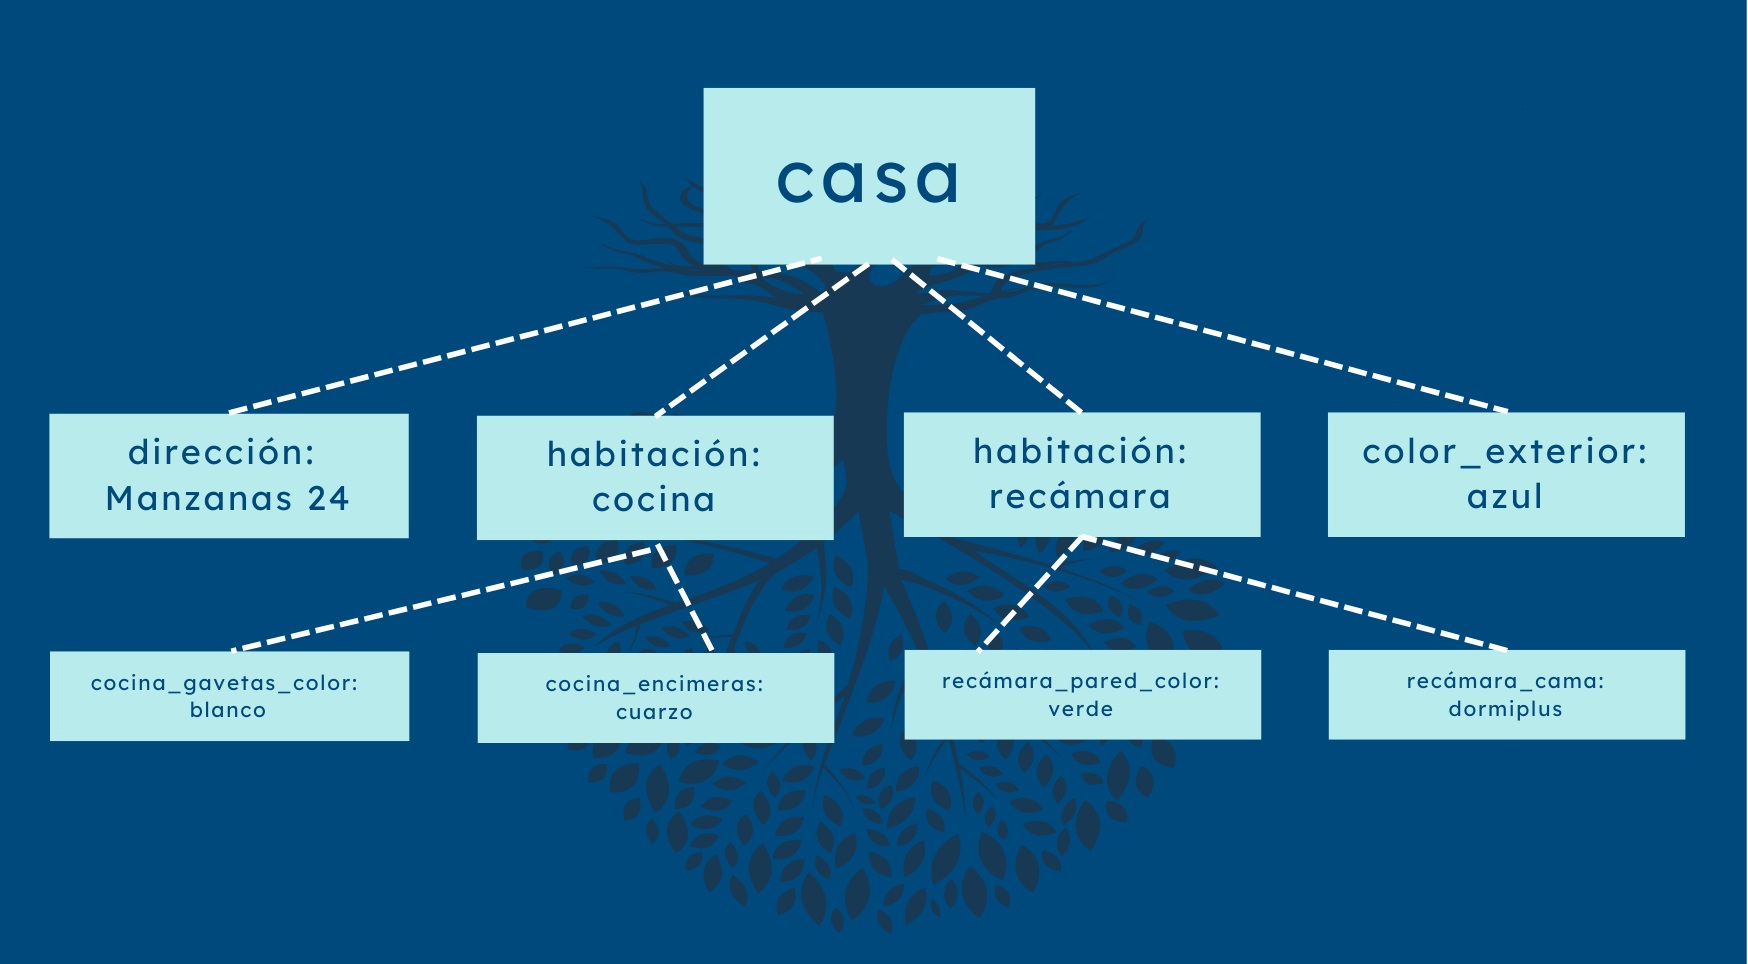 casa
dirección:
Manzanas 24
habitación:
cocina
habitación:
recámara
color_exterior:
azul
cocina_gavetas_color:
blanco
cocina_encimeras:
cuarzo
recámara_pared_color:
verde
recámara_cama:
dormiplus